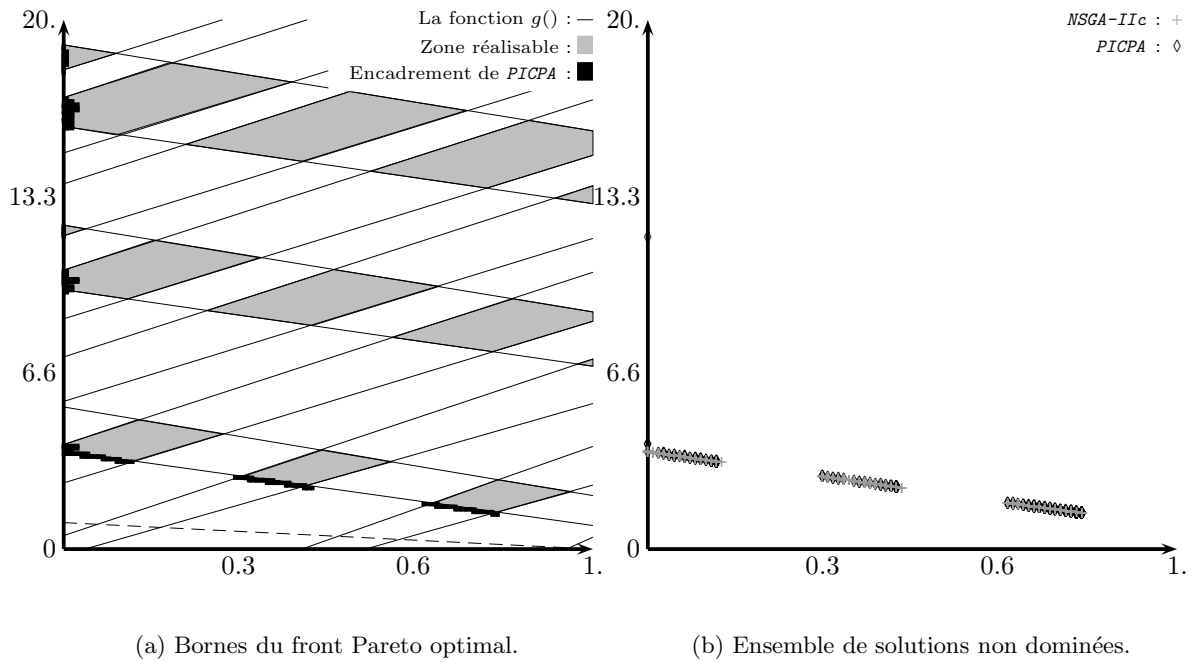 20.
13.3
6.6
0
0.3
0.6
1.
La fonction g() : —
Zone réalisable :
Encadrement de PICPA :
(a) Bornes du front Pareto optimal.
20.
13.3
6.6
0
0.3
0.6
1.
NSGA-IIc : +
PICPA : ◊
(b) Ensemble de solutions non dominées.